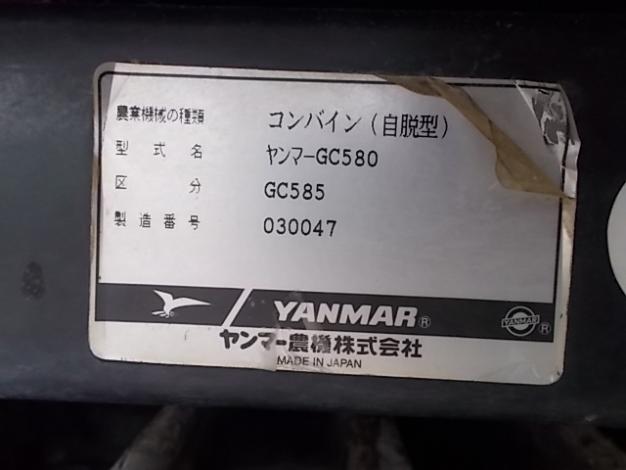 農業機械の種類 コンバイン(自脱型)
型式名 ヤンマーGC580
区分 GC585
製造番号 030047
YANMAR®
YANMAR ®
ヤンマー農機株式会社
MADE IN JAPAN